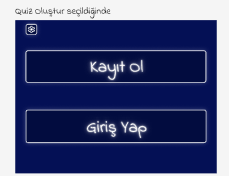 Quiz Oluştur seçildiğinde
Kayıt Ol
Giriş Yap